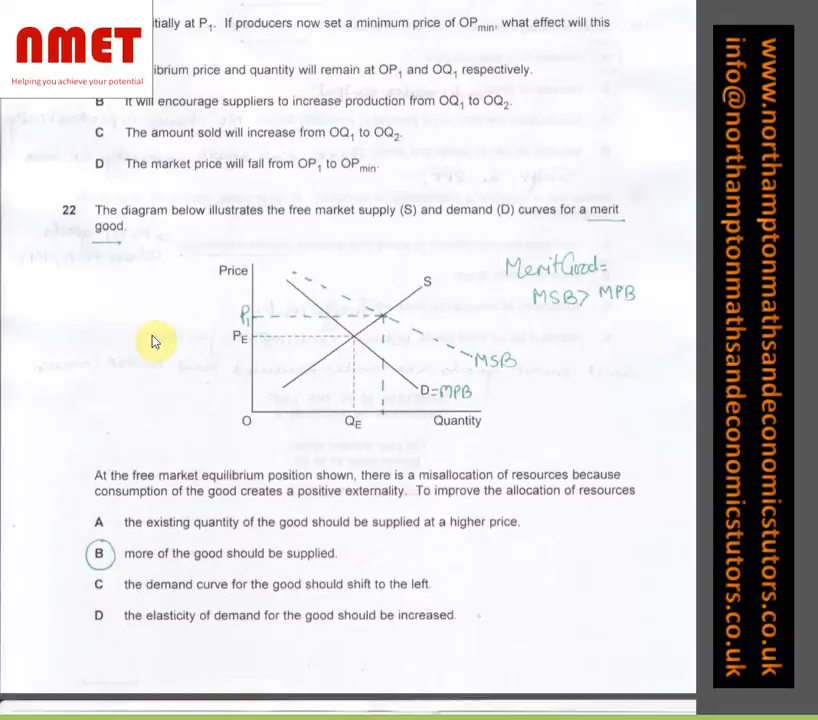 nMET
Helping you achieve your potential
tially at P1. If producers now set a minimum price of OPmin, what effect will this
ibrium price and quantity will remain at OP1 and OQ1 respectively.
B It will encourage suppliers to increase production from OQ1 to OQ2.
C The amount sold will increase from OQ1 to OQ2.
D The market price will fall from OP1 to OPmin.
22 The diagram below illustrates the free market supply (S) and demand (D) curves for a merit
good.
Price
S
Merit Good =
MSB > MPB
P1
PE
MSB
D = MPB
O
QE
Quantity
At the free market equilibrium position shown, there is a misallocation of resources because
consumption of the good creates a positive externality. To improve the allocation of resources
A the existing quantity of the good should be supplied at a higher price.
B more of the good should be supplied.
C the demand curve for the good should shift to the left.
D the elasticity of demand for the good should be increased.
www.northamptonmathsandeconomicstutors.co.uk
info@northamptonmathsandeconomicstutors.co.uk